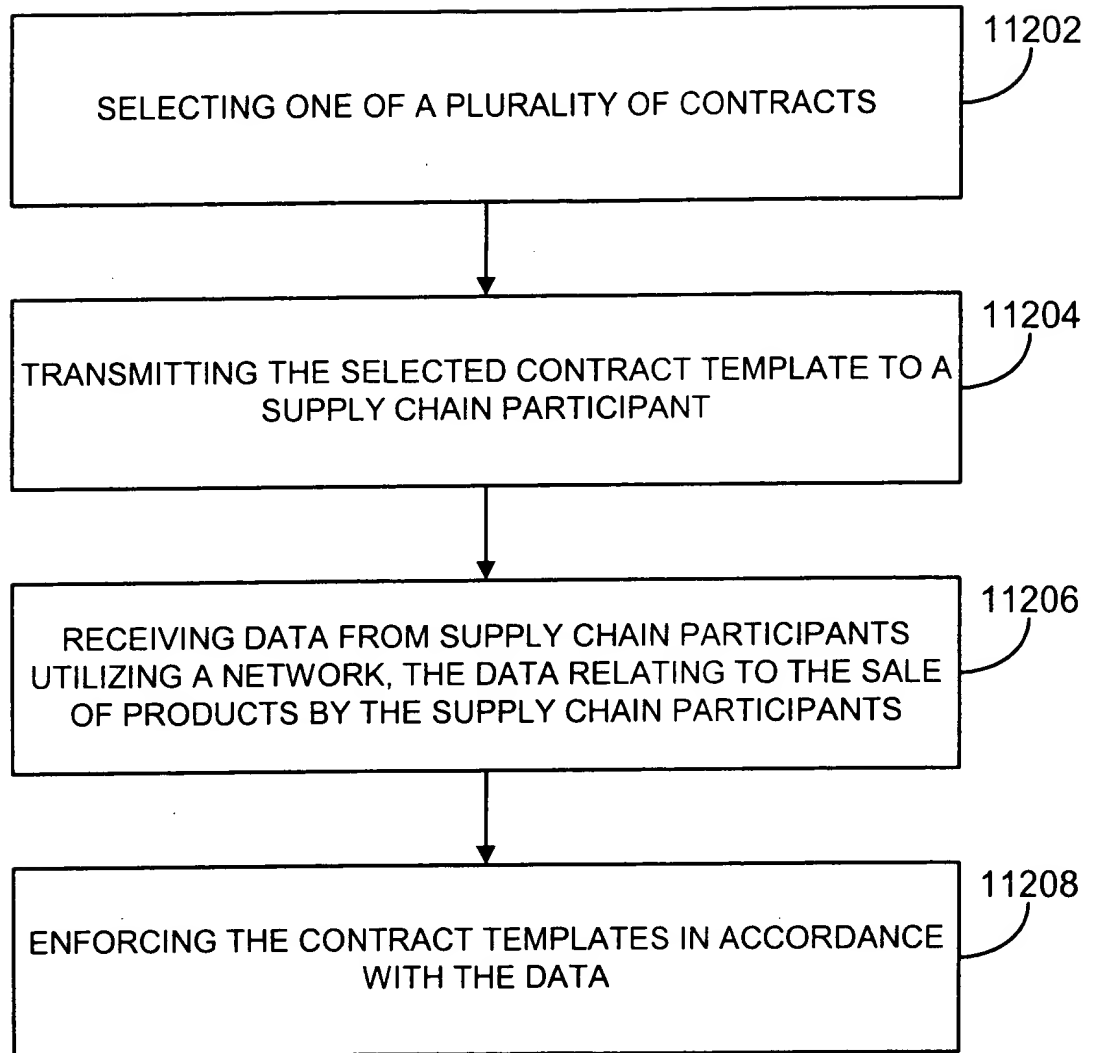 11202
SELECTING ONE OF A PLURALITY OF CONTRACTS
11204
TRANSMITTING THE SELECTED CONTRACT TEMPLATE TO A
SUPPLY CHAIN PARTICIPANT
11206
RECEIVING DATA FROM SUPPLY CHAIN PARTICIPANTS
UTILIZING A NETWORK, THE DATA RELATING TO THE SALE
OF PRODUCTS BY THE SUPPLY CHAIN PARTICIPANTS
11208
ENFORCING THE CONTRACT TEMPLATES IN ACCORDANCE
WITH THE DATA